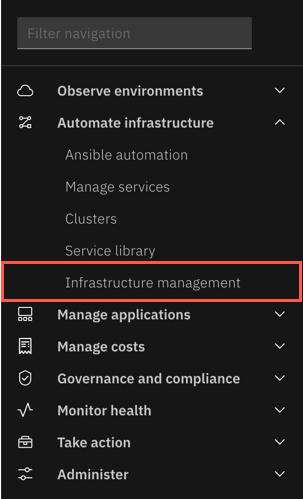 Filter navigation
Observe environments
Automate infrastructure
Ansible automation
Manage services
Clusters
Service library
Infrastructure management
Manage applications
Manage costs
Governance and compliance
Monitor health
Take action
Administer